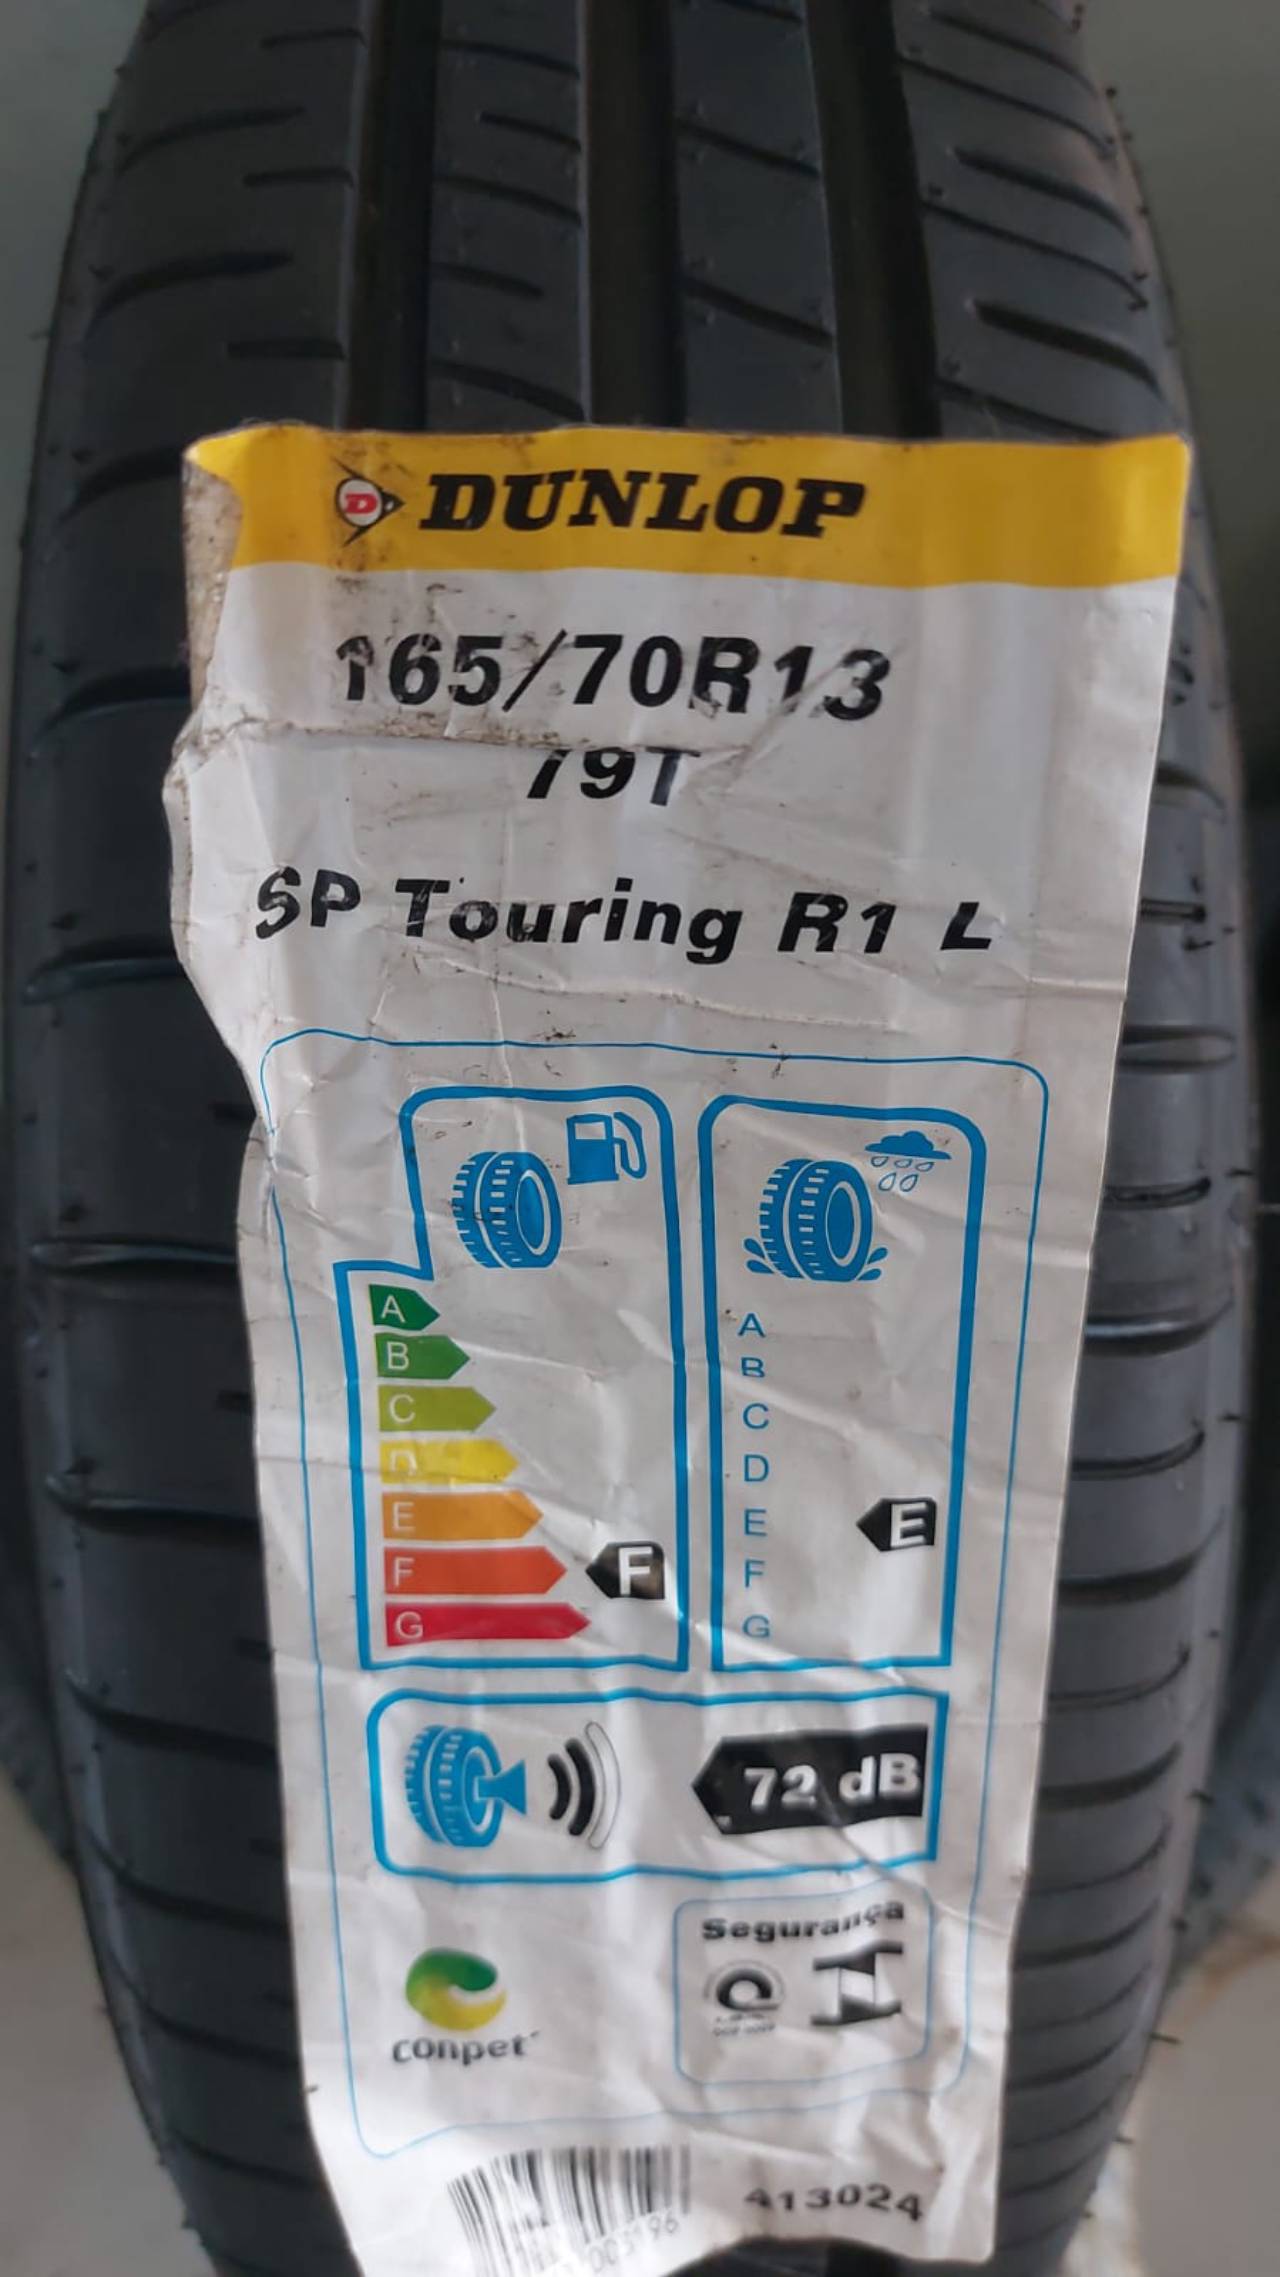 DUNLOP
165/70R13
79T
SP Touring R1 L
A
B
C
D
E
F
G
F
A
B
C
D
E
F
G
E
72 dB
Segurança
conpet
413024